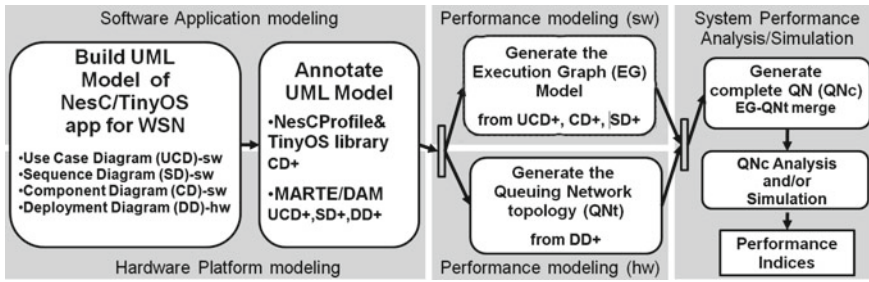 Software Application modeling
Build UML
Model of
NesC/TinyOS
app for WSN
•Use Case Diagram (UCD)-sw
•Sequence Diagram (SD)-sw
•Component Diagram (CD)-sw
•Deployment Diagram (DD)-hw
Annotate
UML Model
•NesCProfile&
TinyOS library
CD+
•MARTE/DAM
UCD+,SD+,DD+
Hardware Platform modeling
Performance modeling (sw)
Generate the
Execution Graph (EG)
Model
from UCD+, CD+, SD+
Generate the
Queuing Network
topology (QNt)
from DD+
Performance modeling (hw)
System Performance
Analysis/Simulation
Generate
complete QN (QNc)
EG-QNt merge
QNc Analysis
and/or
Simulation
Performance
Indices